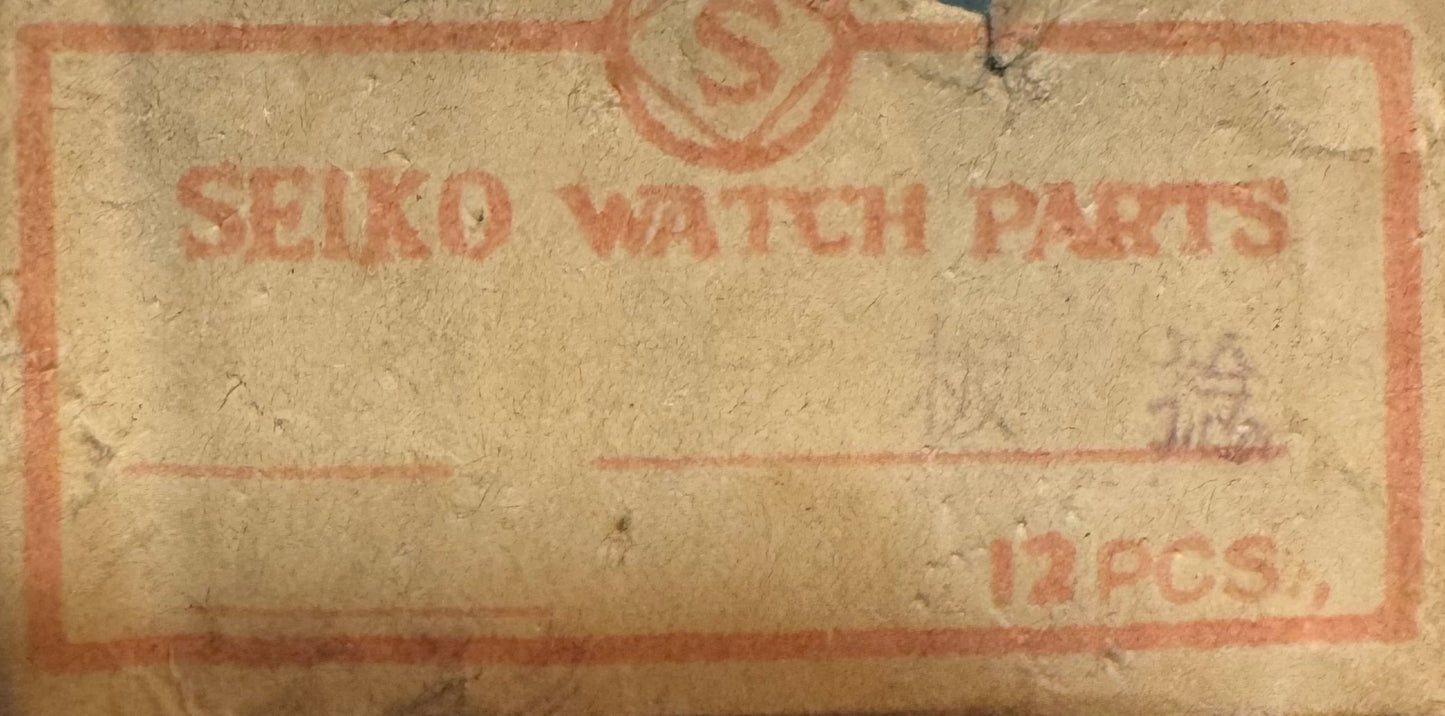 S
SEIKO WATCH PARTS
12 PCS.,